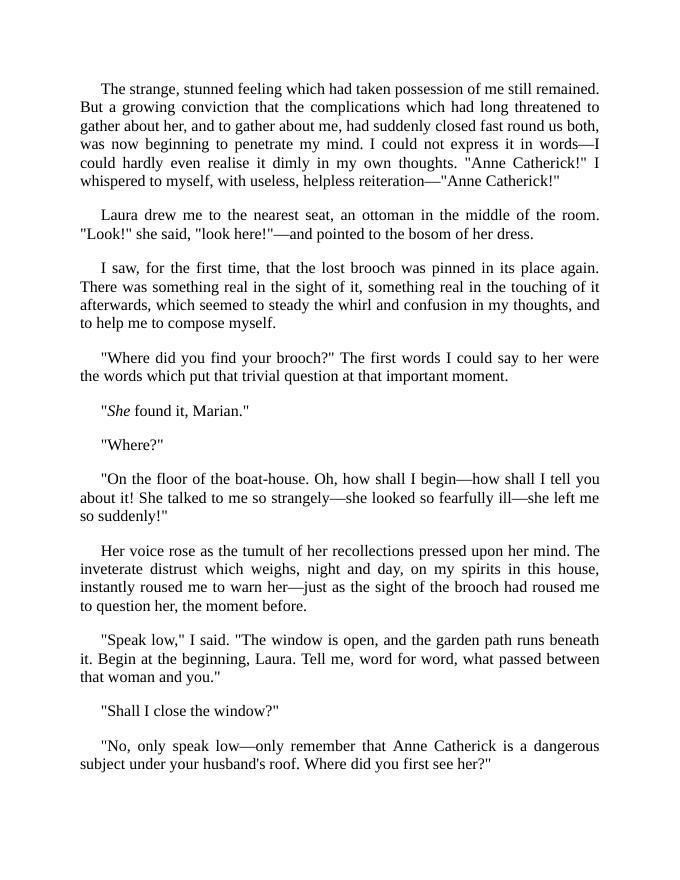 The strange, stunned feeling which had taken possession of me still remained.
But a growing conviction that the complications which had long threatened to
gather about her, and to gather about me, had suddenly closed fast round us both,
was now beginning to penetrate my mind. I could not express it in words—I
could hardly even realise it dimly in my own thoughts. "Anne Catherick!" I
whispered to myself, with useless, helpless reiteration—"Anne Catherick!"
Laura drew me to the nearest seat, an ottoman in the middle of the room.
"Look!" she said, "look here!"—and pointed to the bosom of her dress.
I saw, for the first time, that the lost brooch was pinned in its place again.
There was something real in the sight of it, something real in the touching of it
afterwards, which seemed to steady the whirl and confusion in my thoughts, and
to help me to compose myself.
"Where did you find your brooch?" The first words I could say to her were
the words which put that trivial question at that important moment.
"She found it, Marian."
"Where?"
"On the floor of the boat-house. Oh, how shall I begin—how shall I tell you
about it! She talked to me so strangely—she looked so fearfully ill—she left me
so suddenly!"
Her voice rose as the tumult of her recollections pressed upon her mind. The
inveterate distrust which weighs, night and day, on my spirits in this house,
instantly roused me to warn her—just as the sight of the brooch had roused me
to question her, the moment before.
"Speak low," I said. "The window is open, and the garden path runs beneath
it. Begin at the beginning, Laura. Tell me, word for word, what passed between
that woman and you."
"Shall I close the window?"
"No, only speak low—only remember that Anne Catherick is a dangerous
subject under your husband's roof. Where did you first see her?"